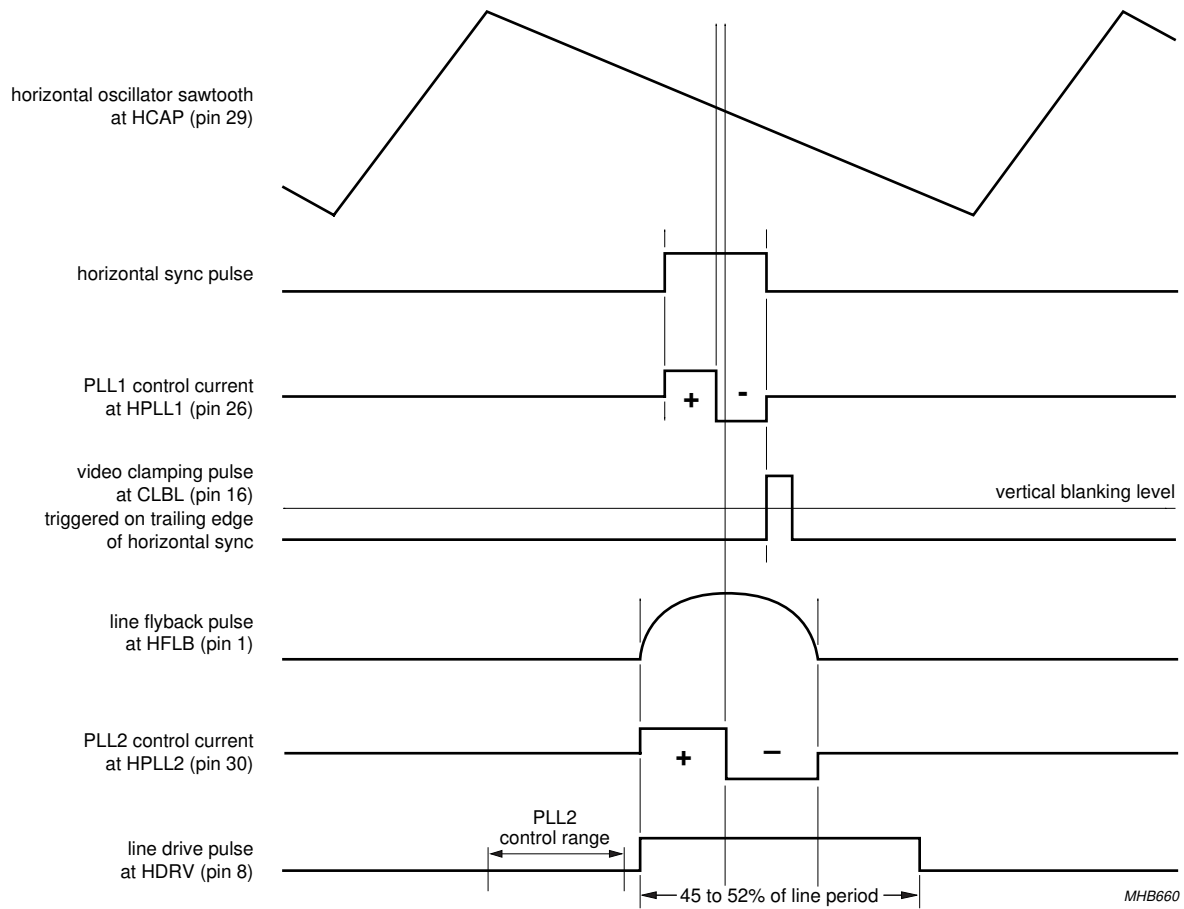 horizontal oscillator sawtooth
at HCAP (pin 29)
horizontal sync pulse
PLL1 control current
at HPLL1 (pin 26)
+
-
video clamping pulse
at CLBL (pin 16)
triggered on trailing edge
of horizontal sync
vertical blanking level
line flyback pulse
at HFLB (pin 1)
PLL2 control current
at HPLL2 (pin 30)
+
−
PLL2
control range
line drive pulse
at HDRV (pin 8)
45 to 52% of line period
MHB660